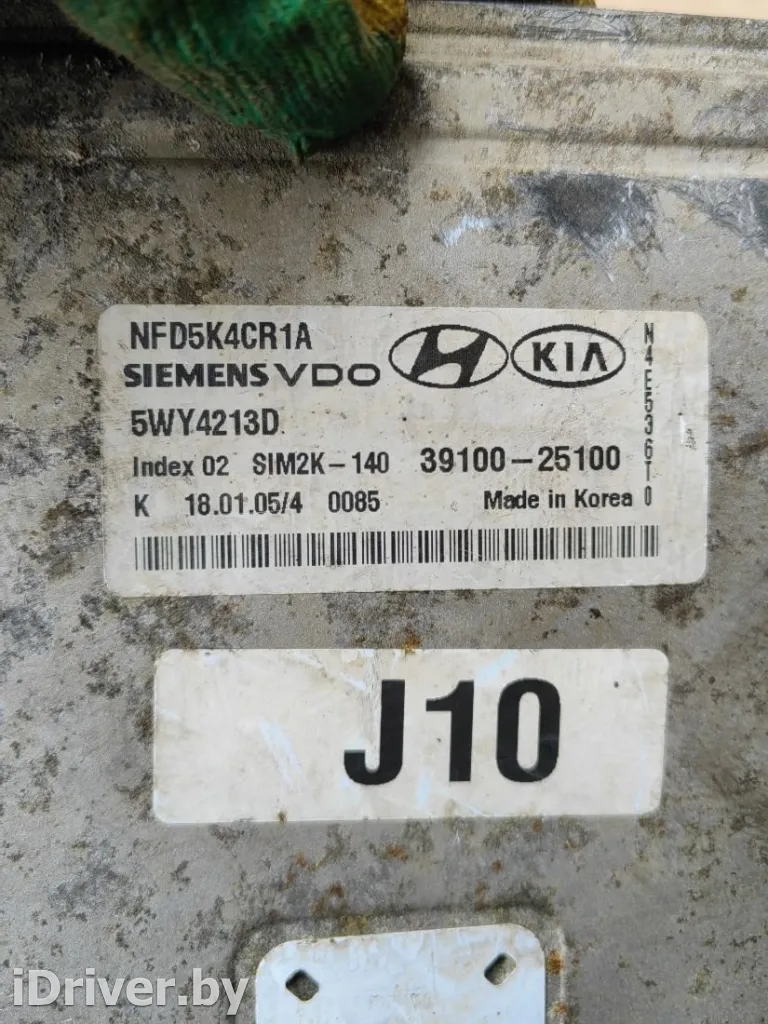 NFD5K4CR1A
SIEMENS VDO KIA
5WY4213D
Index 02 SIM2K-140 39100-25100
K 18.01.05/4 0085 Made in Korea
N4E536T0
J10
iDriver.by